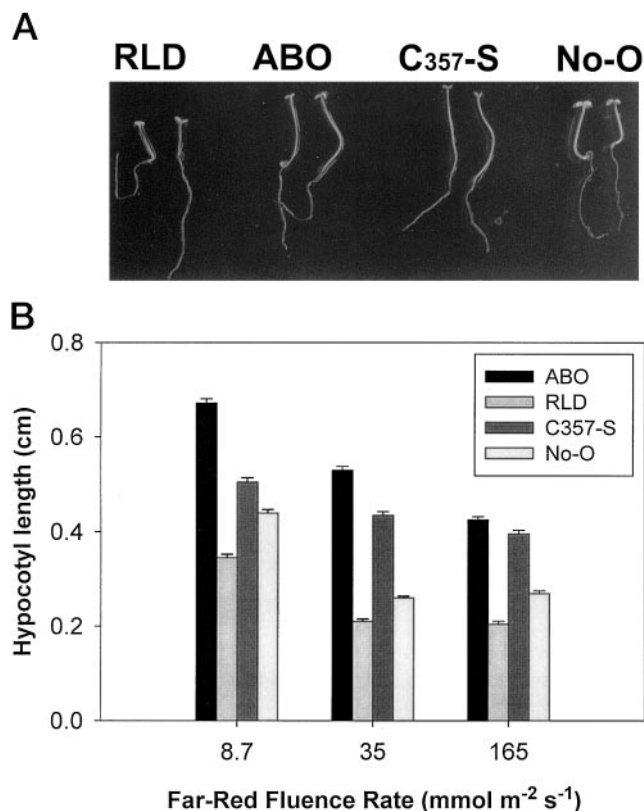 A
RLD ABO C357-S No-O
B
Hypocotyl length (cm)
0.8
0.6
0.4
0.2
0.0
ABO
RLD
C357-S
No-O
8.7 35 165
Far-Red Fluence Rate (mmol m-2 s-1)